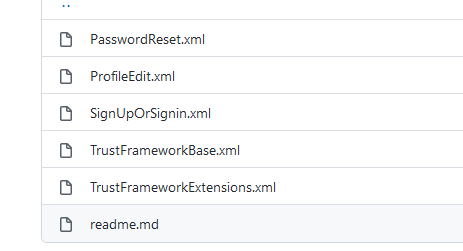 ..
PasswordReset.xml
ProfileEdit.xml
SignUpOrSignin.xml
TrustFrameworkBase.xml
TrustFrameworkExtensions.xml
readme.md